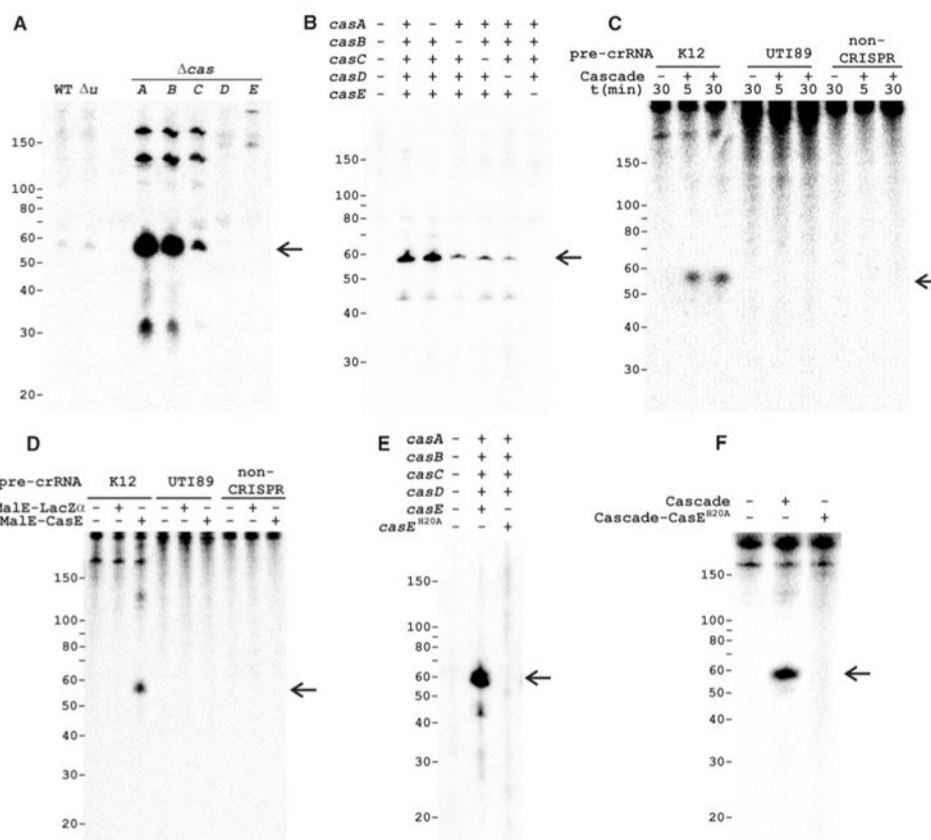 A
Δcas
WT Δu A B C D E
150-
100-
80-
60-
50-
30-
20-
B
casA - + - + + + +
casB - + + - + + +
casC - + + + + - +
casD - + + + - + +
casE - + + + + + -
150-
100-
80-
60-
40-
30-
C
pre-crRNA K12 UTI89 non-CRISPR
Cascade - + + - + + - + +
t(min) 30 5 30 30 5 30 30 5 30
150-
100-
80-
60-
50-
40-
30-
D
pre-crRNA K12 UTI89 non-CRISPR
MalE-LacZα - + - - + - - + -
MalE-CasE - - + - - + - - +
150-
100-
80-
60-
50-
40-
30-
20-
E
casA - + +
casB - + +
casC - + +
casD - + +
casE - + -
casE^H20A - - +
150-
100-
80-
60-
50-
40-
30-
20-
F
Cascade - + -
Cascade-CasE^H20A - - +
150-
100-
80-
60-
50-
40-
30-
20-